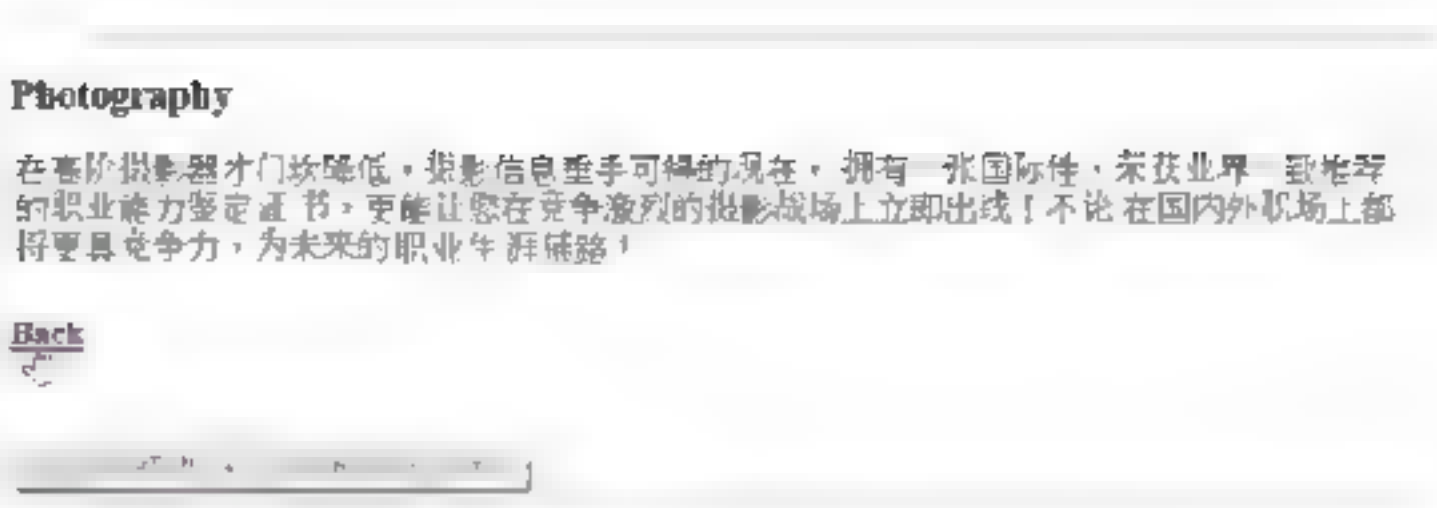 Photography
在高阶摄影器才门坎降低，摄影信息垂手可得的现在，拥有一张国际性，荣获业界一致推荐
的职业能力鉴定证书，更能让您在竞争激烈的摄影战场上立即出线！不论在国内外职场上都
将更具竞争力，为未来的职业生涯铺路！
Back